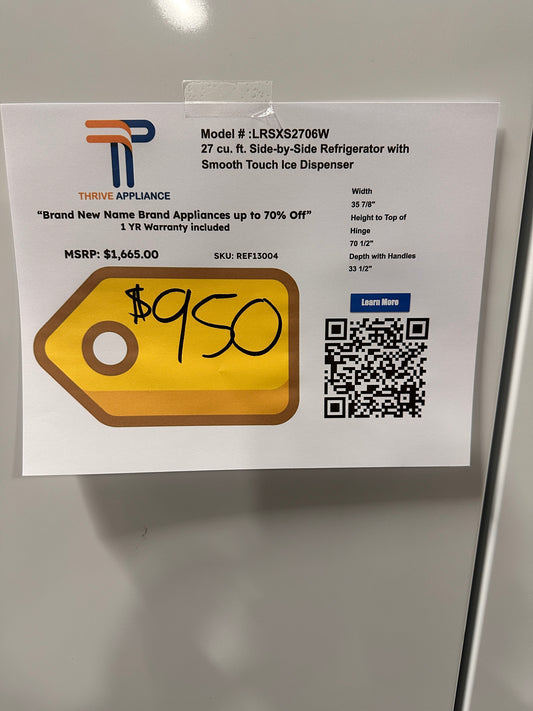 THRIVE APPLIANCE
Model # :LRSXS2706W
27 cu. ft. Side-by-Side Refrigerator with
Smooth Touch Ice Dispenser
“Brand New Name Brand Appliances up to 70% Off”
1 YR Warranty included
MSRP: $1,665.00
SKU: REF13004
$950
Width
35 7/8"
Height to Top of
Hinge
70 1/2"
Depth with Handles
33 1/2"
Learn More